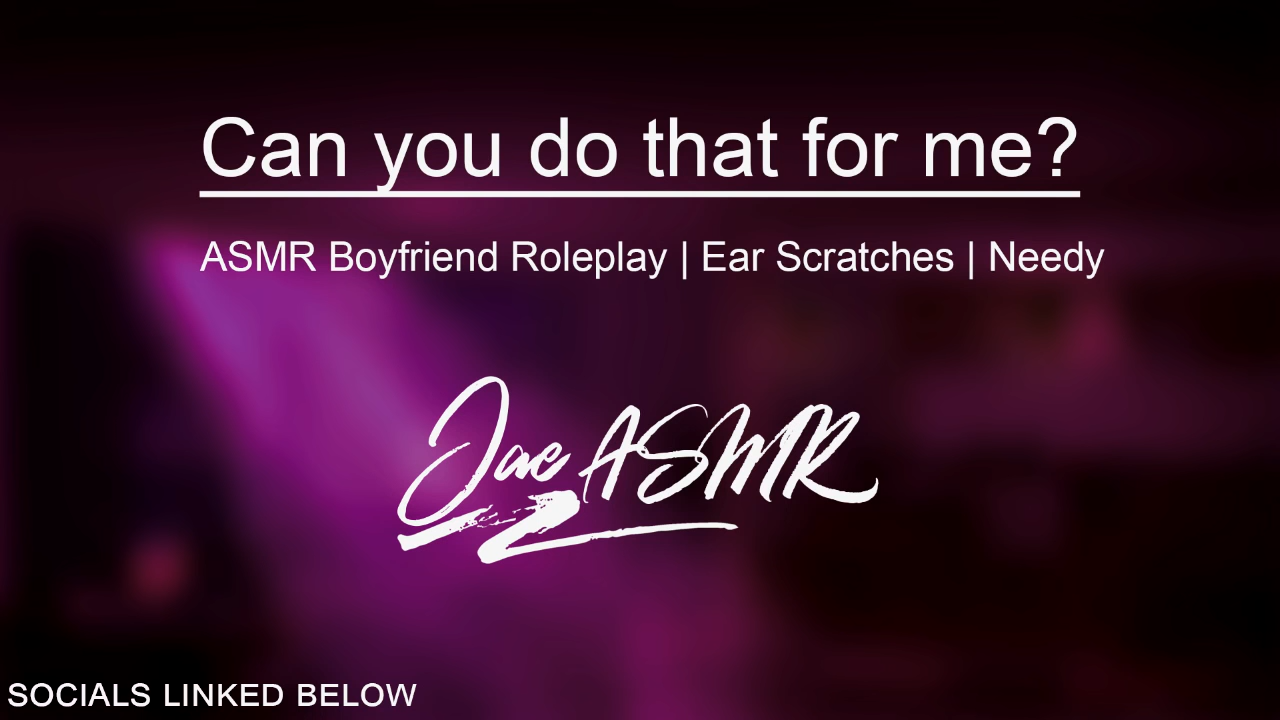 Can you do that for me?
ASMR Boyfriend Roleplay | Ear Scratches | Needy
Jae ASMR
SOCIALS LINKED BELOW